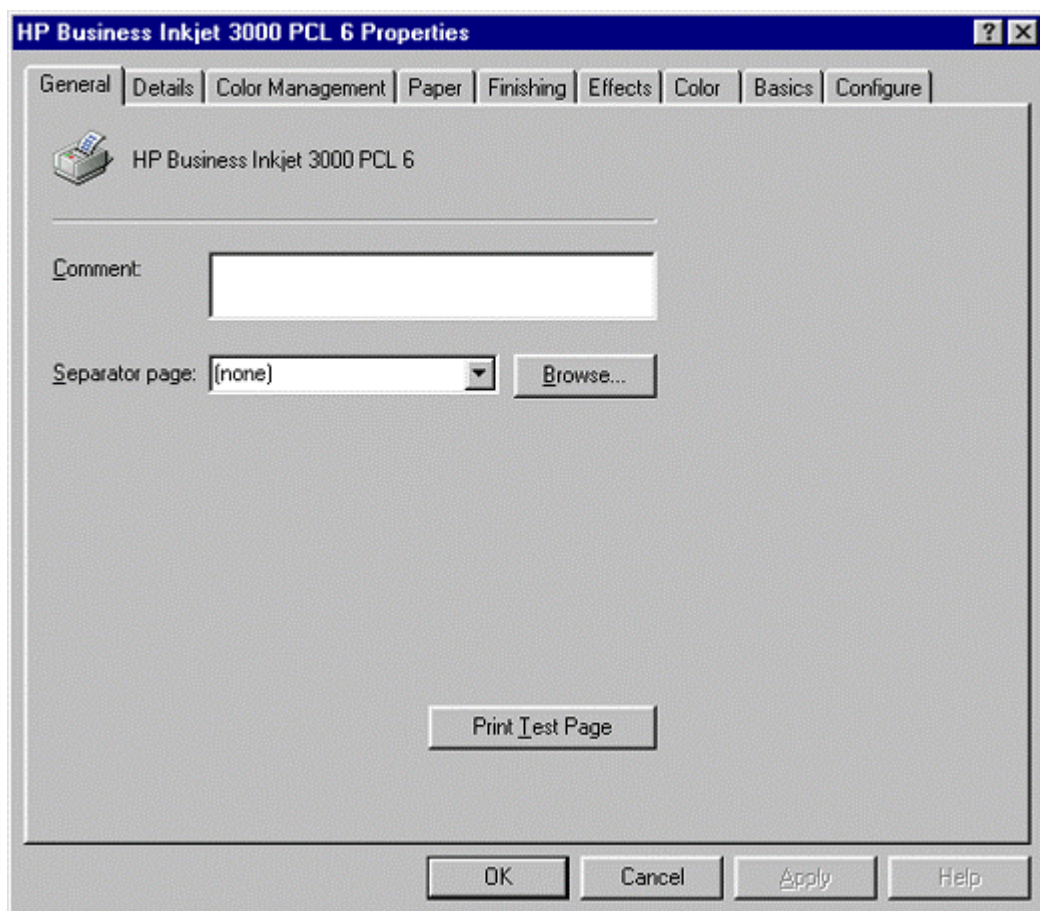 HP Business Inkjet 3000 PCL 6 Properties
General Details Color Management Paper Finishing Effects Color Basics Configure
HP Business Inkjet 3000 PCL 6
Comment:
Separator page: (none) Browse...
Print Test Page
OK Cancel Apply Help